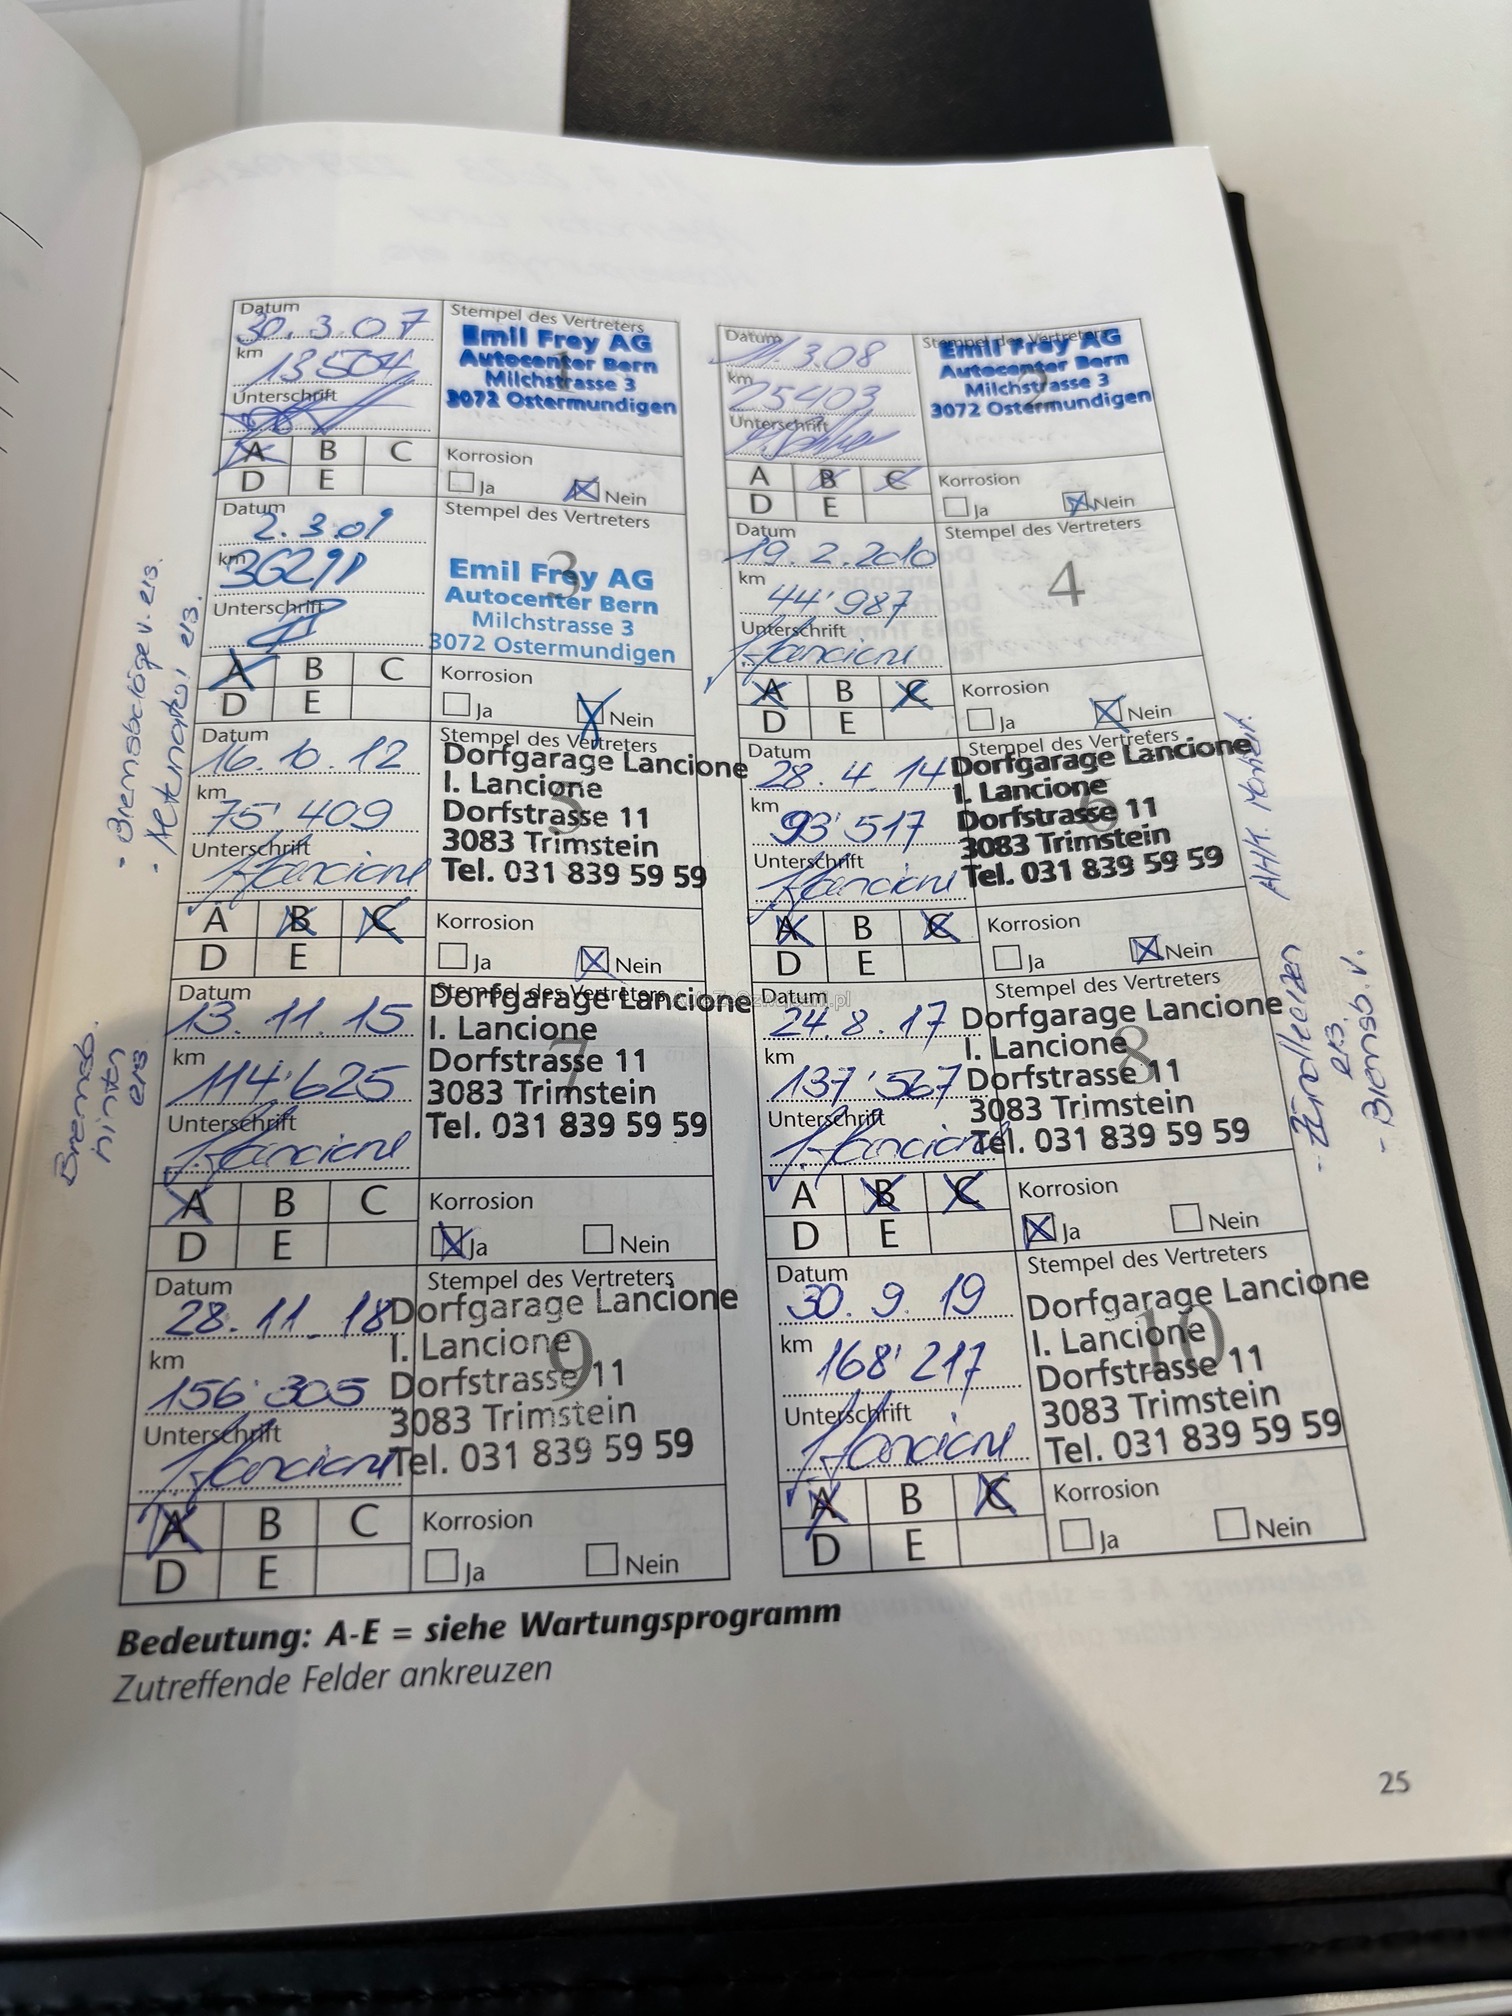 Datum
30.3.07
km
13504
Unterschrift
Stempel des Vertreters
1
Emil Frey AG
Autocenter Bern
Milchstrasse 3
3072 Ostermundigen
A B C
D E
Korrosion
Ja Nein
Datum
11.3.08
km
25403
Unterschrift
Stempel des Vertreters
2
Emil Frey AG
Autocenter Bern
Milchstrasse 3
3072 Ostermundigen
A B C
D E
Korrosion
Ja Nein
Datum
2.3.09
km
Unterschrift
Stempel des Vertreters
3
Emil Frey AG
Autocenter Bern
Milchstrasse 3
3072 Ostermundigen
A B C
D E
Korrosion
Ja Nein
Datum
19.2.2010
km
44'987
Unterschrift
Lancione
Stempel des Vertreters
4
A B C
D E
Korrosion
Ja Nein
- Bremsbeläge v. ers.
Datum
16.10.12
km
75'409
Unterschrift
Lancione
Stempel des Vertreters
5
Dorfgarage Lancione
I. Lancione
Dorfstrasse 11
3083 Trimstein
Tel. 031 839 59 59
A B C
D E
Korrosion
Ja Nein
Datum
28.4.14
km
93'517
Unterschrift
Lancione
Stempel des Vertreters
6
Dorfgarage Lancione
I. Lancione
Dorfstrasse 11
3083 Trimstein
Tel. 031 839 59 59
A B C
D E
Korrosion
Ja Nein
AHK
Bremsb.
hinten
ers
Datum
13.11.15
km
114'625
Unterschrift
Lancione
Stempel des Vertreters
7
Dorfgarage Lancione
I. Lancione
Dorfstrasse 11
3083 Trimstein
Tel. 031 839 59 59
A B C
D E
Korrosion
Ja Nein
Datum
24.8.17
km
137'567
Unterschrift
Lancione
Stempel des Vertreters
8
Dorfgarage Lancione
I. Lancione
Dorfstrasse 11
3083 Trimstein
Tel. 031 839 59 59
A B C
D E
Korrosion
Ja Nein
ers.
- Bremsb. v.
Datum
28.11.18
km
156'305
Unterschrift
Lancione
Stempel des Vertreters
9
Dorfgarage Lancione
I. Lancione
Dorfstrasse 11
3083 Trimstein
Tel. 031 839 59 59
A B C
D E
Korrosion
Ja Nein
Datum
30.9.19
km
168'217
Unterschrift
Lancione
Stempel des Vertreters
10
Dorfgarage Lancione
I. Lancione
Dorfstrasse 11
3083 Trimstein
Tel. 031 839 59 59
A B C
D E
Korrosion
Ja Nein
Bedeutung: A-E = siehe Wartungsprogramm
Zutreffende Felder ankreuzen
25